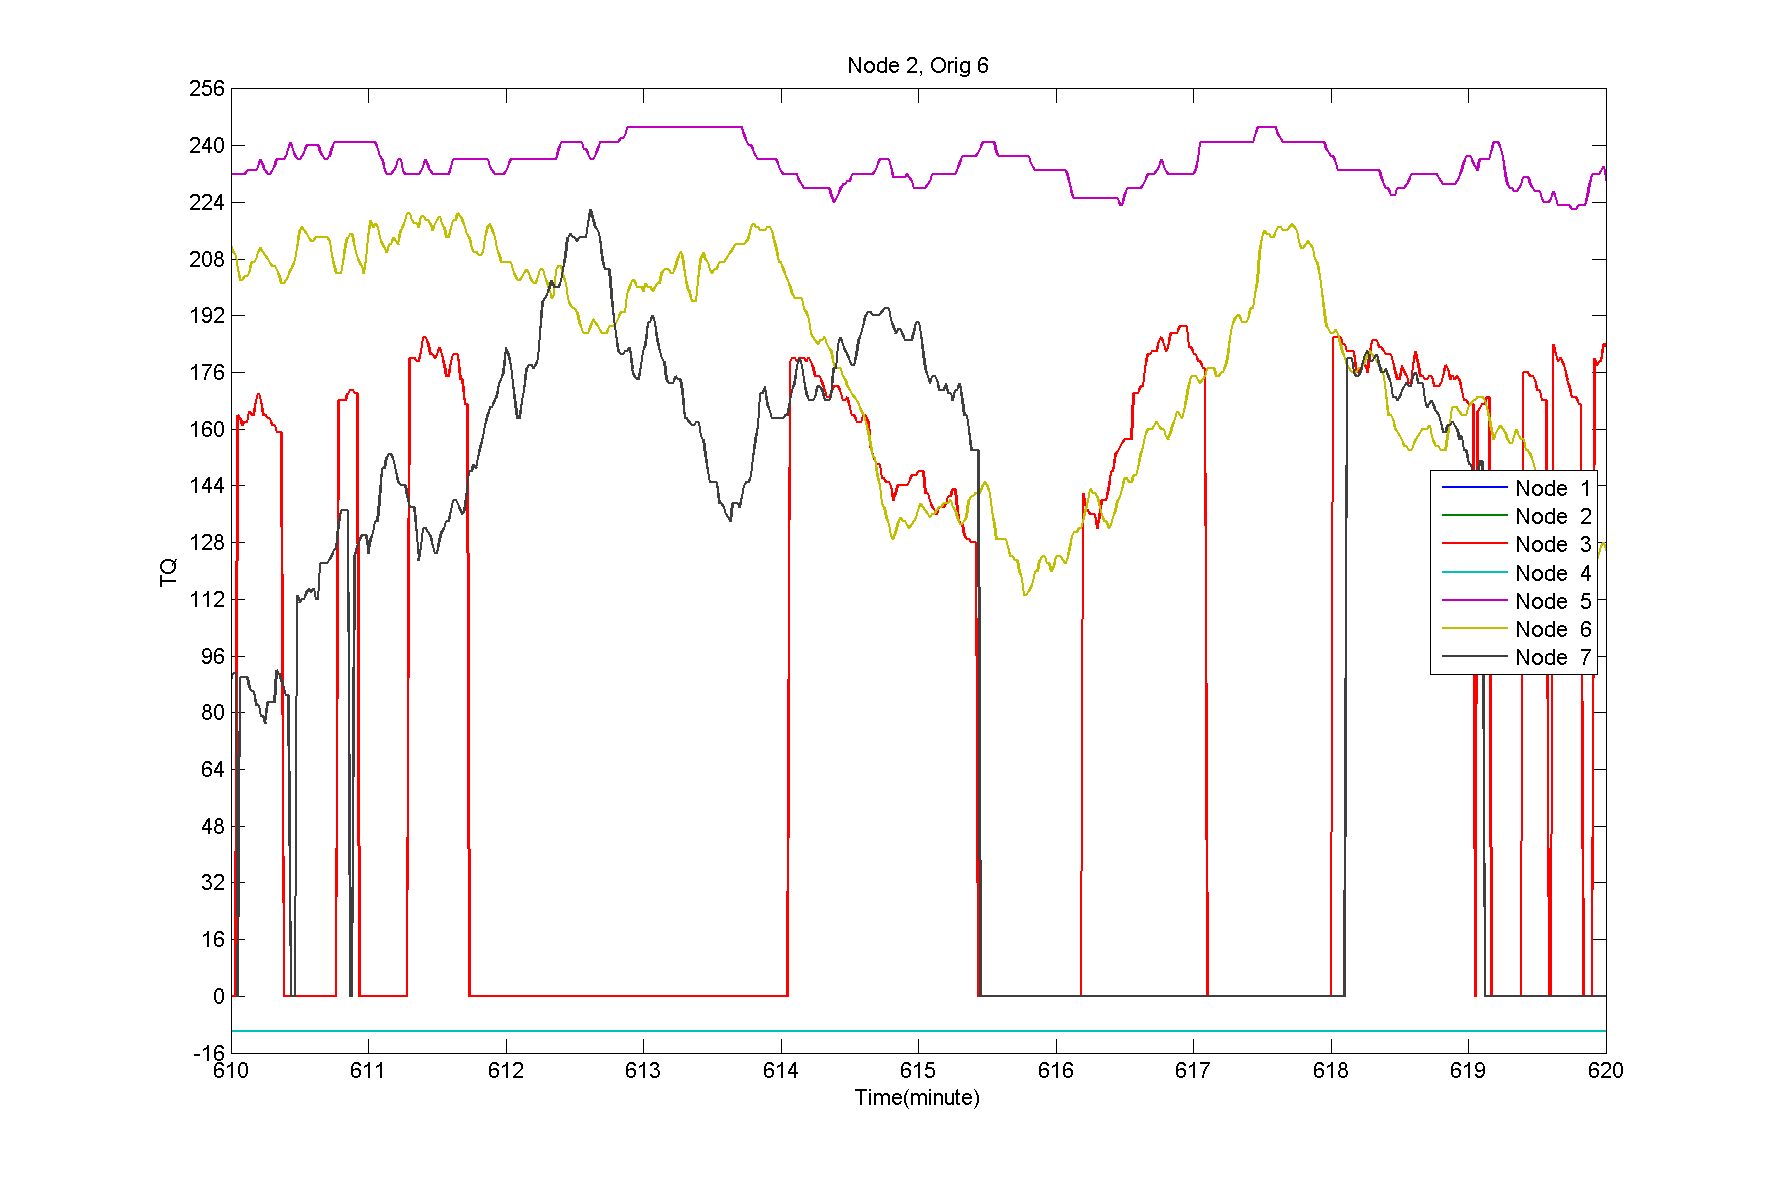 Node 2, Orig 6
256
240
224
208
192
176
160
144
128
112
96
80
64
48
32
16
0
-16
TQ
Node 1
Node 2
Node 3
Node 4
Node 5
Node 6
Node 7
610 611 612 613 614 615 616 617 618 619 620
Time(minute)